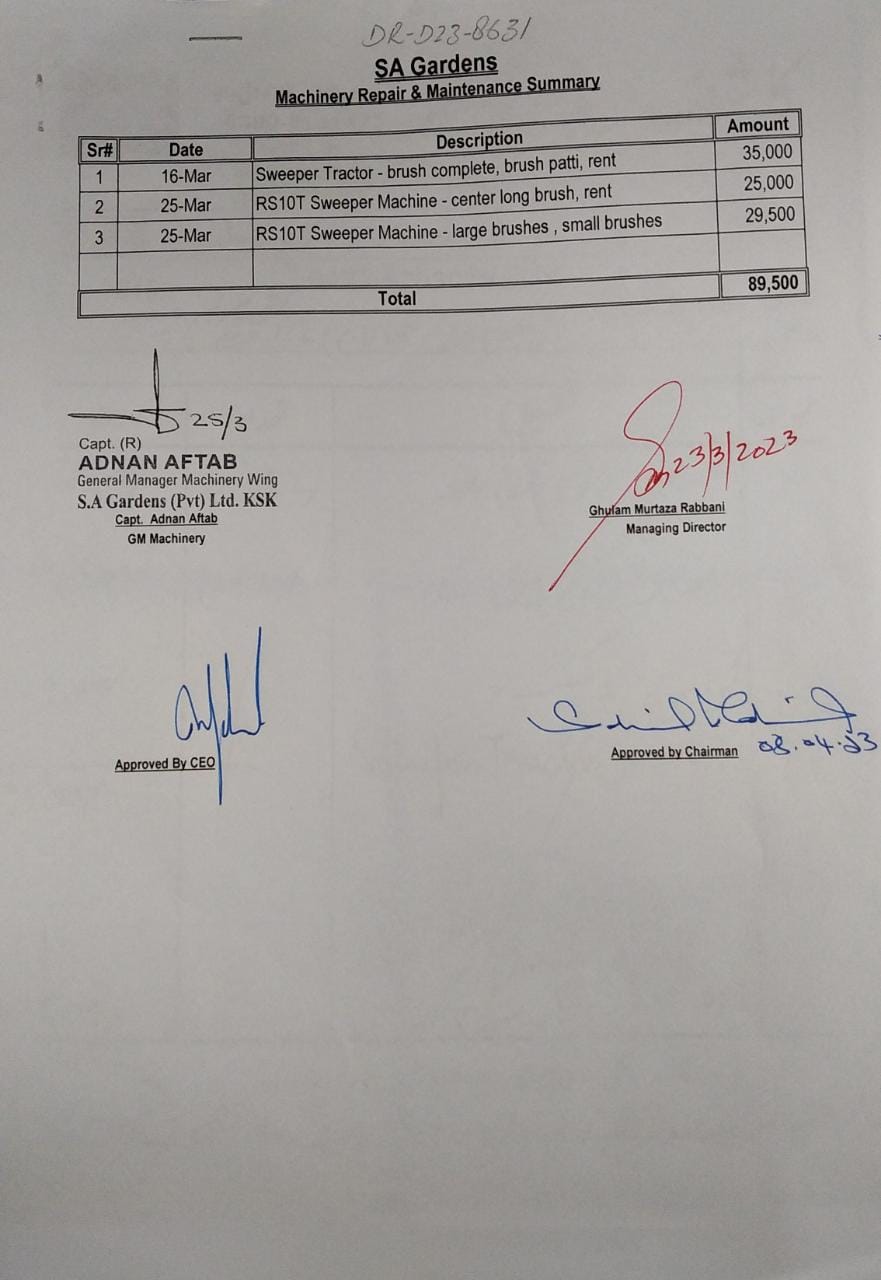 DR-D23-8631
SA Gardens
Machinery Repair & Maintenance Summary
Sr# Date Description Amount
1 16-Mar Sweeper Tractor - brush complete, brush patti, rent 35,000
2 25-Mar RS10T Sweeper Machine - center long brush, rent 25,000
3 25-Mar RS10T Sweeper Machine - large brushes , small brushes 29,500
Total 89,500
25/3
Capt. (R)
ADNAN AFTAB
General Manager Machinery Wing
S.A Gardens (Pvt) Ltd. KSK
Capt. Adnan Aftab
GM Machinery
23/3/2023
Ghulam Murtaza Rabbani
Managing Director
Approved By CEO
Approved by Chairman 08.04.23